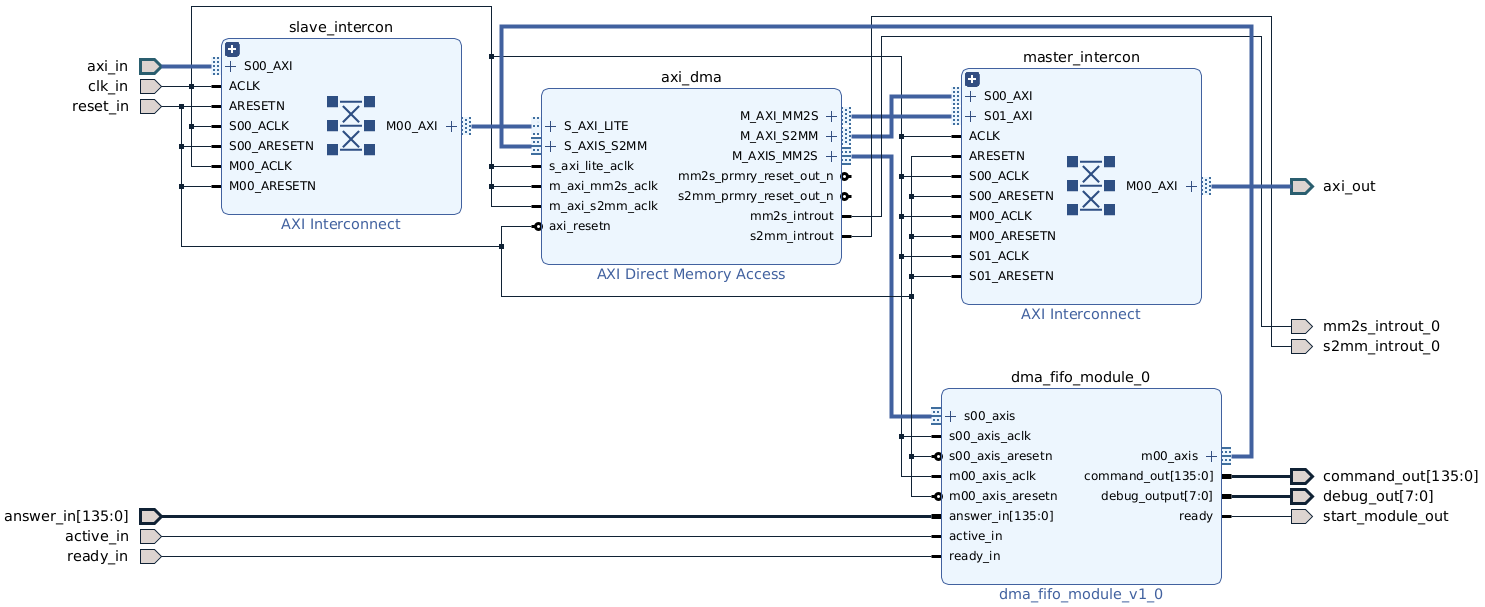 axi_in
clk_in
reset_in
slave_intercon
S00_AXI
ACLK
ARESETN
S00_ACLK
S00_ARESETN
M00_ACLK
M00_ARESETN
M00_AXI
AXI Interconnect
axi_dma
S_AXI_LITE
S_AXIS_S2MM
s_axi_lite_aclk
m_axi_mm2s_aclk
m_axi_s2mm_aclk
axi_resetn
M_AXI_MM2S
M_AXI_S2MM
M_AXIS_MM2S
mm2s_prmry_reset_out_n
s2mm_prmry_reset_out_n
mm2s_introut
s2mm_introut
AXI Direct Memory Access
master_intercon
S00_AXI
S01_AXI
ACLK
ARESETN
S00_ACLK
S00_ARESETN
M00_ACLK
M00_ARESETN
S01_ACLK
S01_ARESETN
M00_AXI
AXI Interconnect
axi_out
mm2s_introut_0
s2mm_introut_0
dma_fifo_module_0
s00_axis
s00_axis_aclk
s00_axis_aresetn
m00_axis_aclk
m00_axis_aresetn
answer_in[135:0]
active_in
ready_in
m00_axis
command_out[135:0]
debug_output[7:0]
ready
dma_fifo_module_v1_0
command_out[135:0]
debug_out[7:0]
start_module_out
answer_in[135:0]
active_in
ready_in